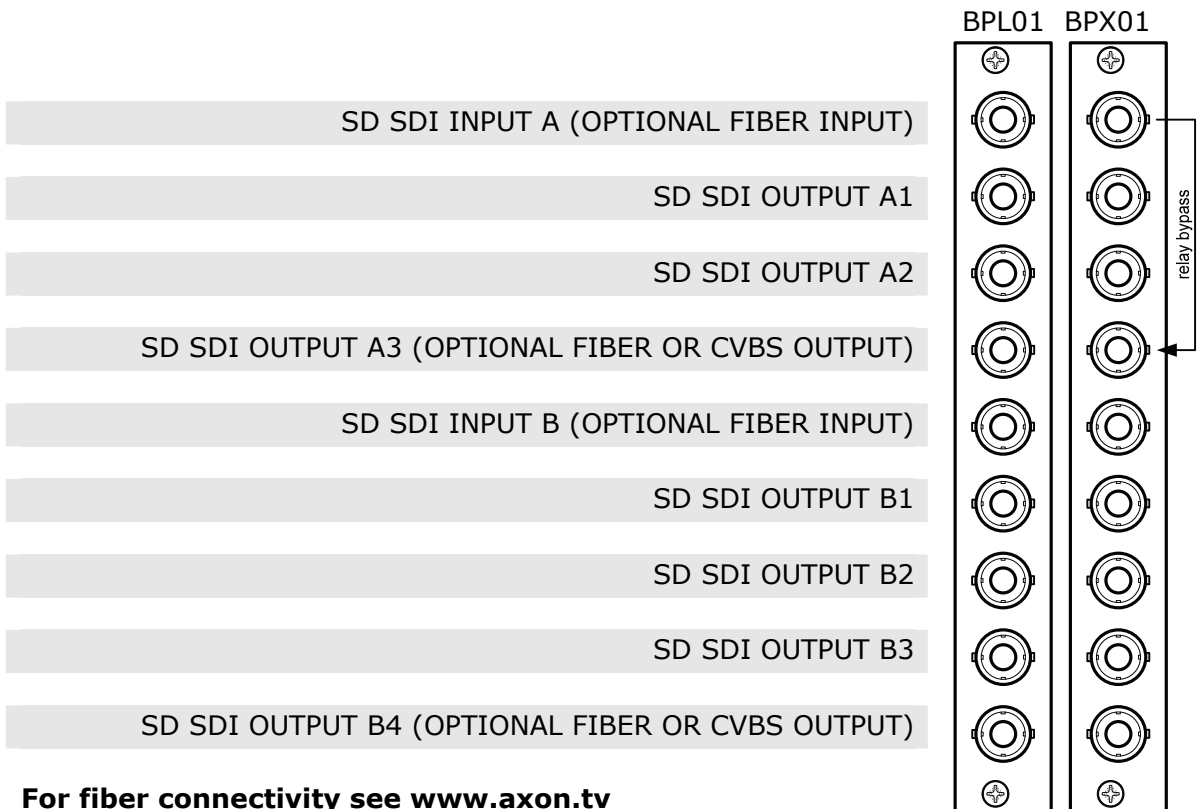 BPL01 BPX01
SD SDI INPUT A (OPTIONAL FIBER INPUT)
SD SDI OUTPUT A1
SD SDI OUTPUT A2
SD SDI OUTPUT A3 (OPTIONAL FIBER OR CVBS OUTPUT)
SD SDI INPUT B (OPTIONAL FIBER INPUT)
SD SDI OUTPUT B1
SD SDI OUTPUT B2
SD SDI OUTPUT B3
SD SDI OUTPUT B4 (OPTIONAL FIBER OR CVBS OUTPUT)
relay bypass
For fiber connectivity see www.axon.tv